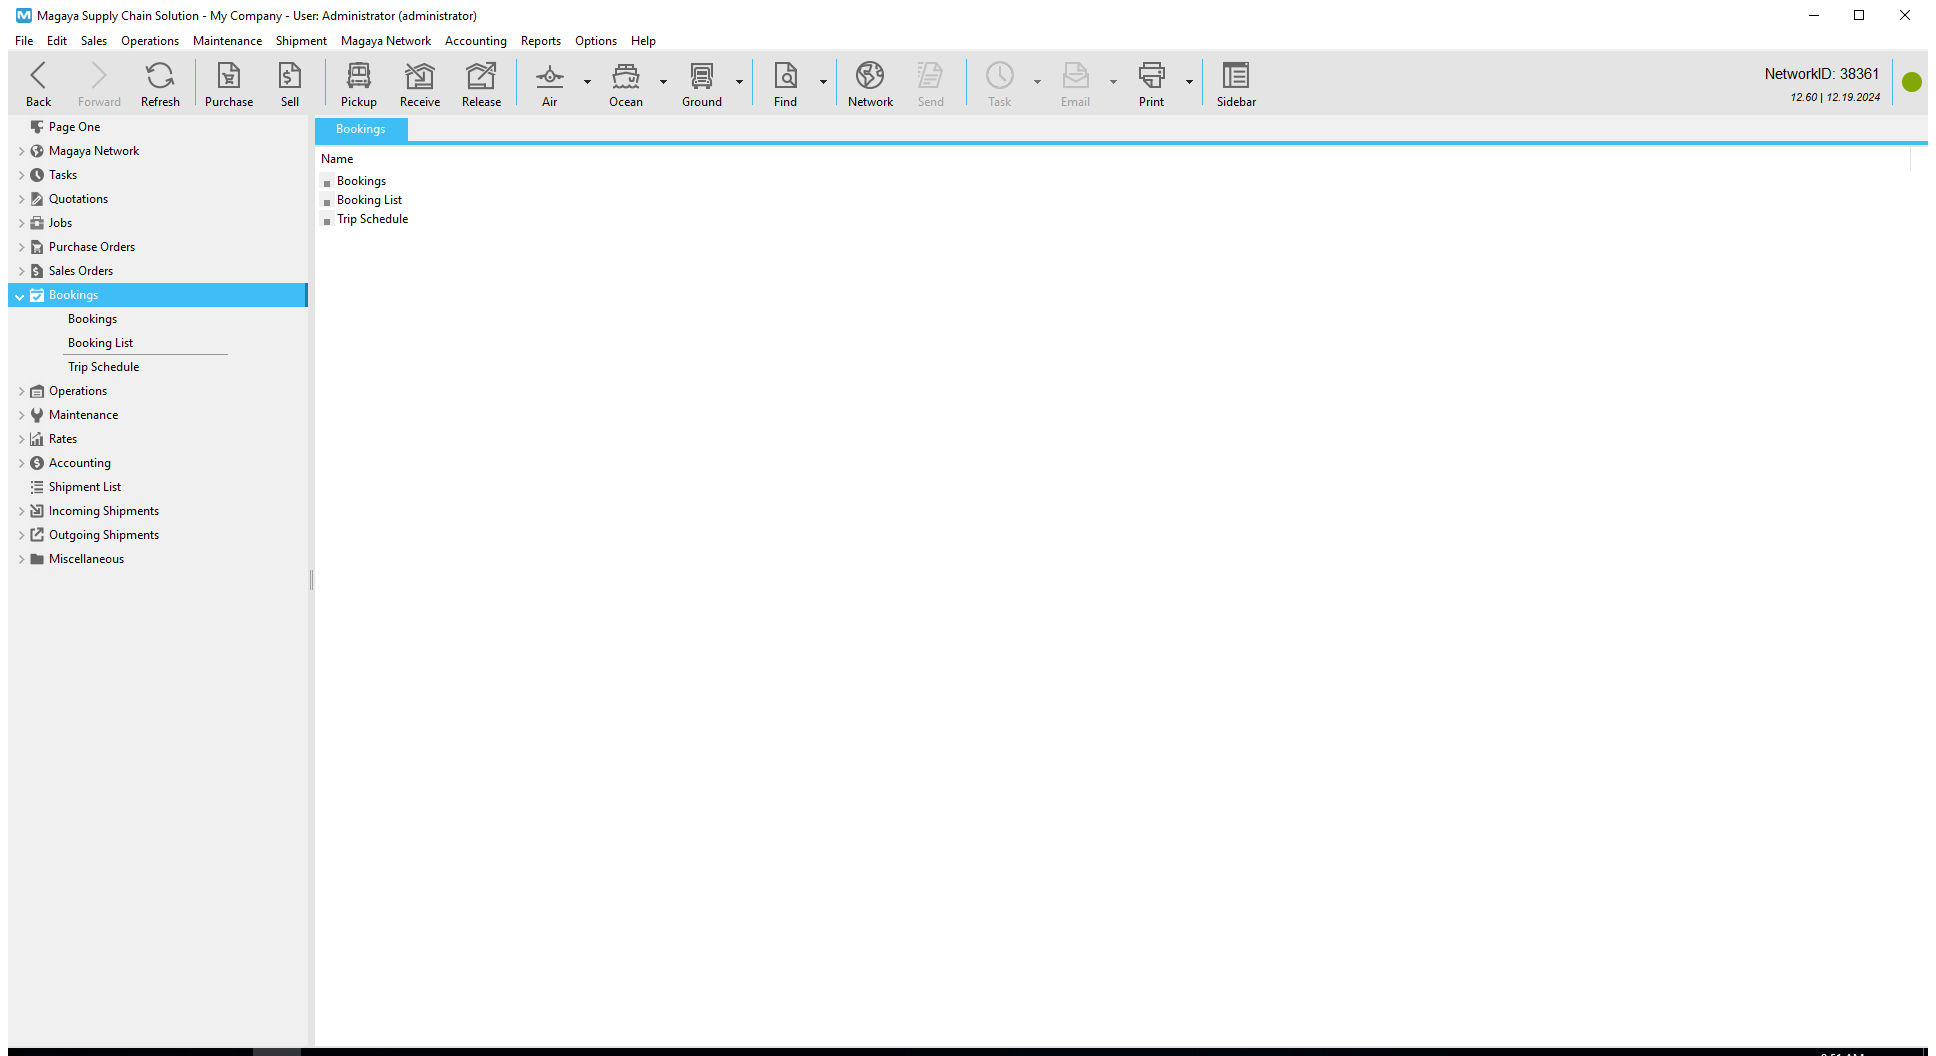 Magaya Supply Chain Solution - My Company - User: Administrator (administrator)
File Edit Sales Operations Maintenance Shipment Magaya Network Accounting Reports Options Help
Back Forward Refresh Purchase Sell Pickup Receive Release Air Ocean Ground Find Network Send Task Email Print Sidebar
NetworkID: 38361
12.60 | 12.19.2024
Page One
Magaya Network
Tasks
Quotations
Jobs
Purchase Orders
Sales Orders
Bookings
Bookings
Booking List
Trip Schedule
Operations
Maintenance
Rates
Accounting
Shipment List
Incoming Shipments
Outgoing Shipments
Miscellaneous
Bookings
Name
Bookings
Booking List
Trip Schedule